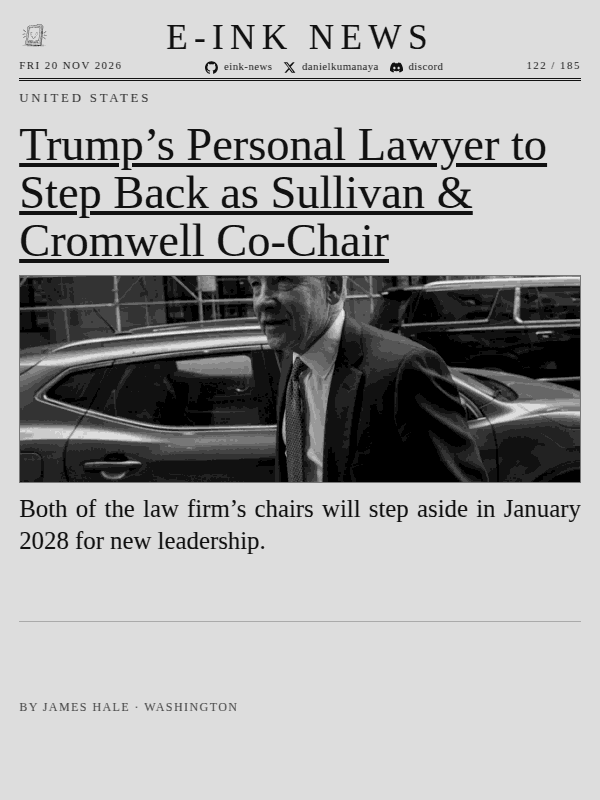 E-INK NEWS
FRI 20 NOV 2026
eink-news danielkumanaya discord
122 / 185
UNITED STATES
Trump’s Personal Lawyer to
Step Back as Sullivan &
Cromwell Co-Chair
Both of the law firm’s chairs will step aside in January
2028 for new leadership.
BY JAMES HALE · WASHINGTON